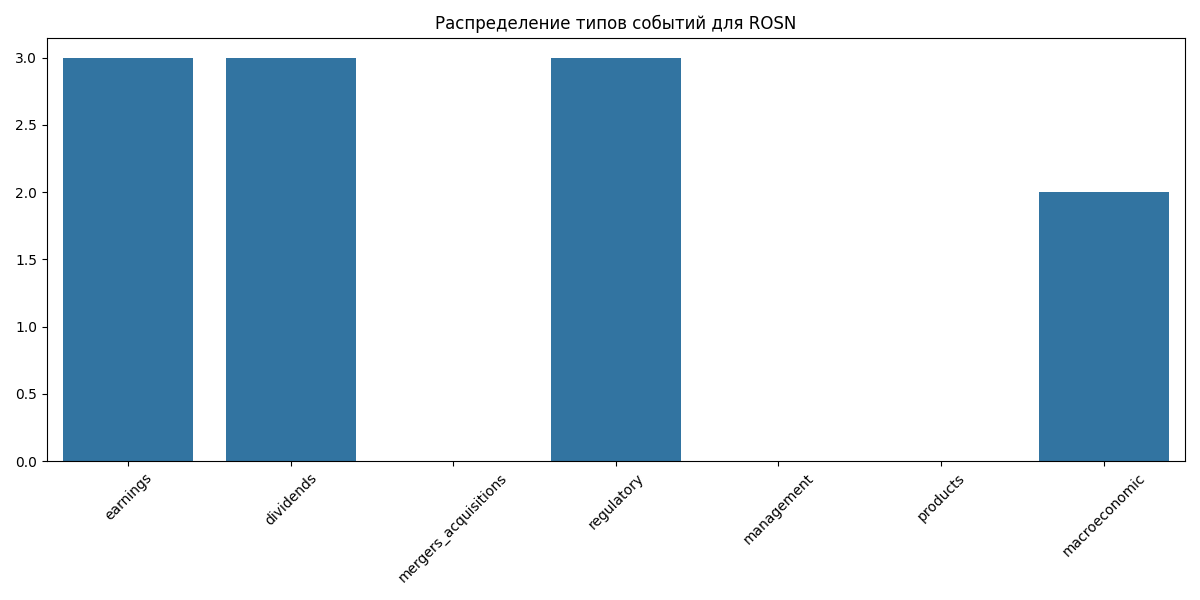 Распределение типов событий для ROSN
3.0
2.5
2.0
1.5
1.0
0.5
0.0
earnings
dividends
mergers_acquisitions
regulatory
management
products
macroeconomic